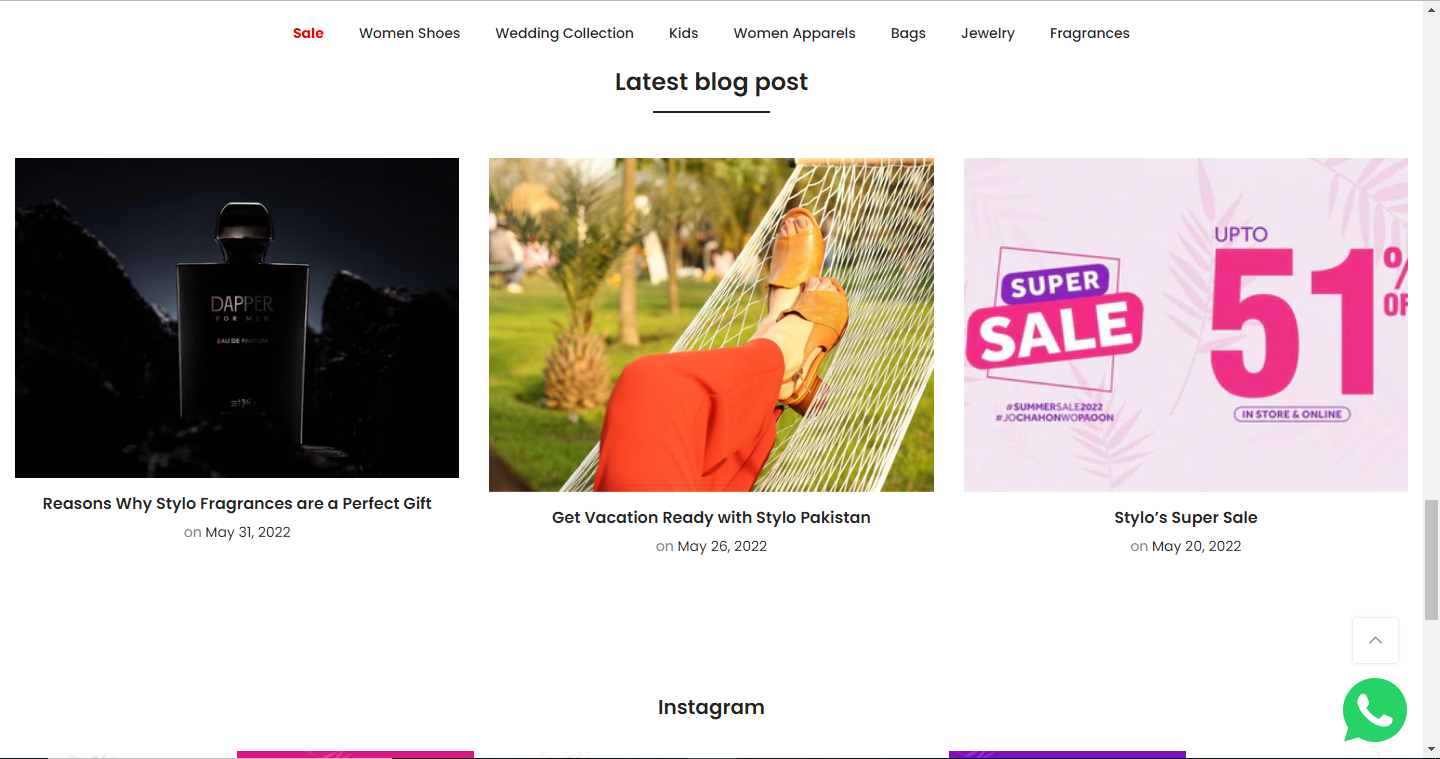 Sale Women Shoes Wedding Collection Kids Women Apparels Bags Jewelry Fragrances
Latest blog post
DAPPER
FOR MEN
EAU DE PARFUM
Reasons Why Stylo Fragrances are a Perfect Gift
on May 31, 2022
Get Vacation Ready with Stylo Pakistan
on May 26, 2022
SUPER
SALE
#SUMMERSALE2022
#JOCHAHONWOPAOON
UPTO
51%
IN STORE & ONLINE
Stylo’s Super Sale
on May 20, 2022
Instagram